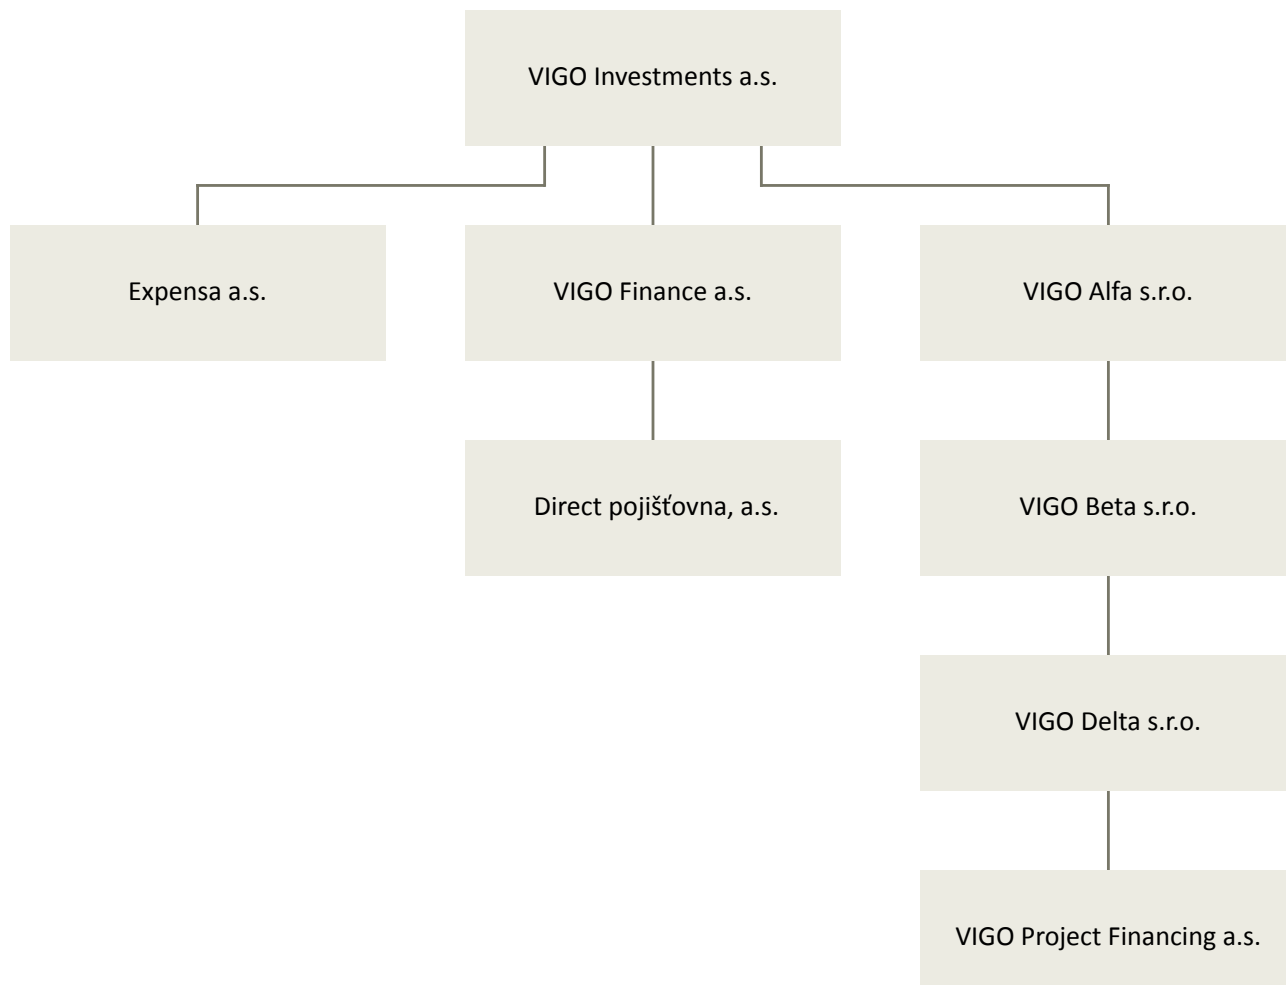 VIGO Investments a.s.
Expensa a.s.
VIGO Finance a.s.
VIGO Alfa s.r.o.
Direct pojišťovna, a.s.
VIGO Beta s.r.o.
VIGO Delta s.r.o.
VIGO Project Financing a.s.